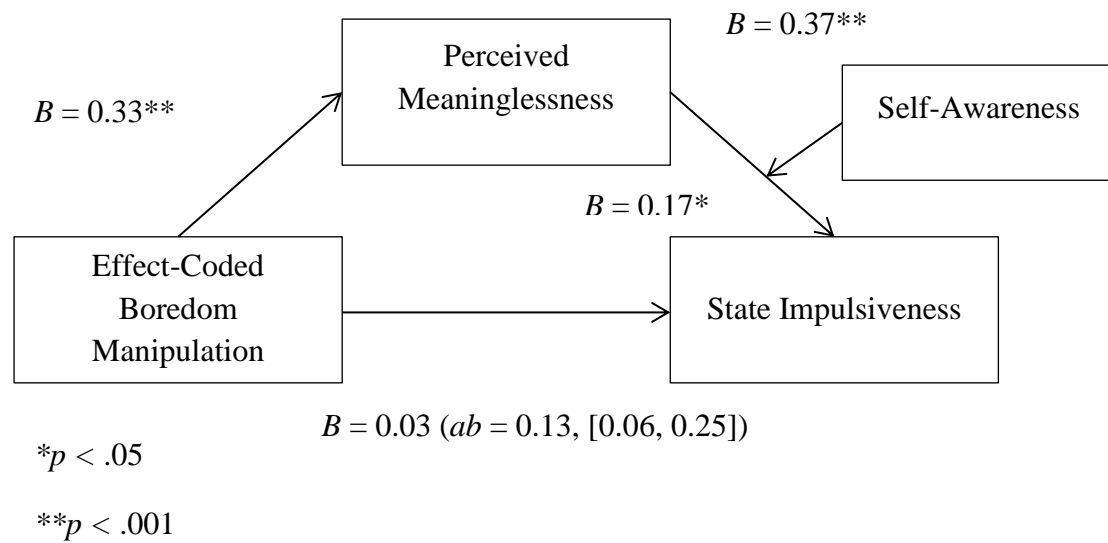 B = 0.37**
Perceived
Meaninglessness
Self-Awareness
B = 0.33**
B = 0.17*
Effect-Coded
Boredom
Manipulation
State Impulsiveness
B = 0.03 (ab = 0.13, [0.06, 0.25])
*p < .05
**p < .001